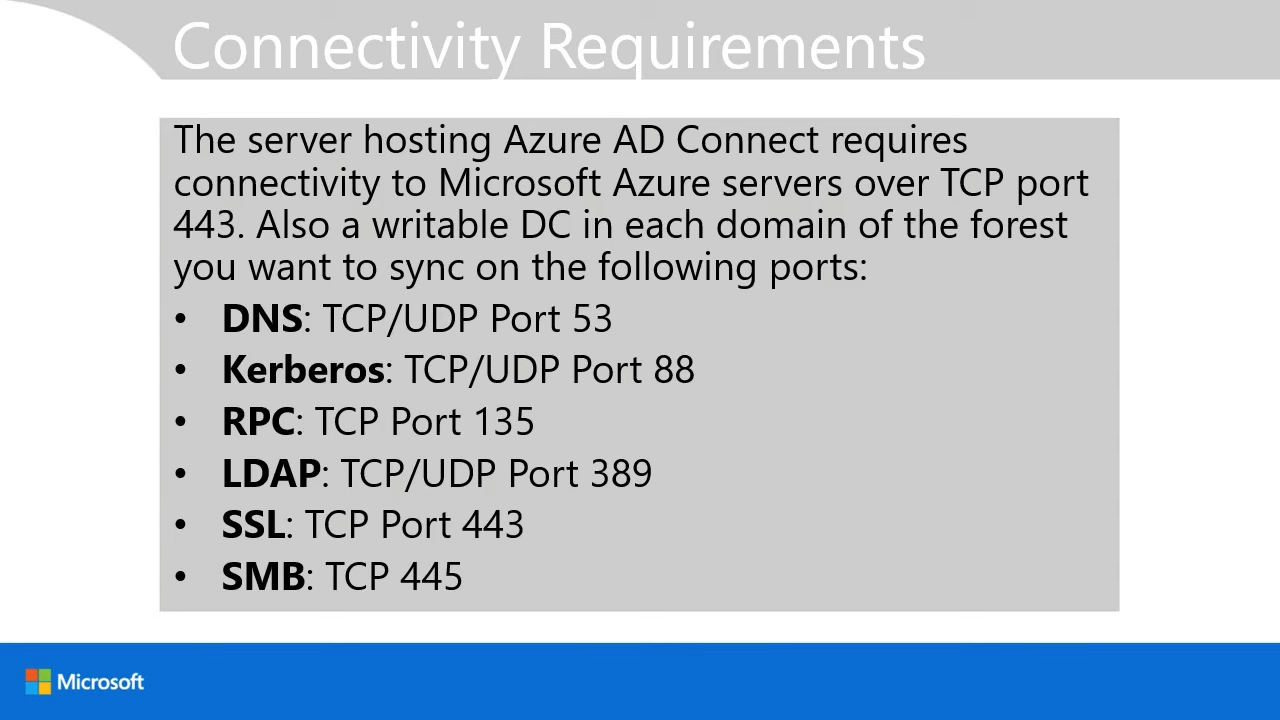 Connectivity Requirements
The server hosting Azure AD Connect requires
connectivity to Microsoft Azure servers over TCP port
443. Also a writable DC in each domain of the forest
you want to sync on the following ports:
• DNS: TCP/UDP Port 53
• Kerberos: TCP/UDP Port 88
• RPC: TCP Port 135
• LDAP: TCP/UDP Port 389
• SSL: TCP Port 443
• SMB: TCP 445
Microsoft